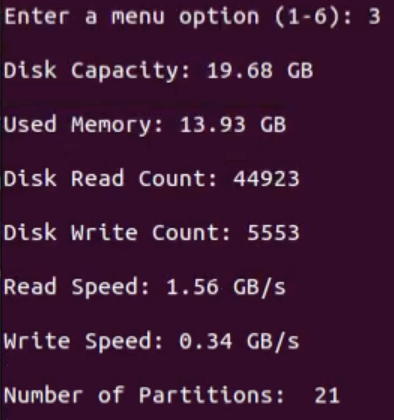 Enter a menu option (1-6): 3
Disk Capacity: 19.68 GB
Used Memory: 13.93 GB
Disk Read Count: 44923
Disk Write Count: 5553
Read Speed: 1.56 GB/s
Write Speed: 0.34 GB/s
Number of Partitions:  21